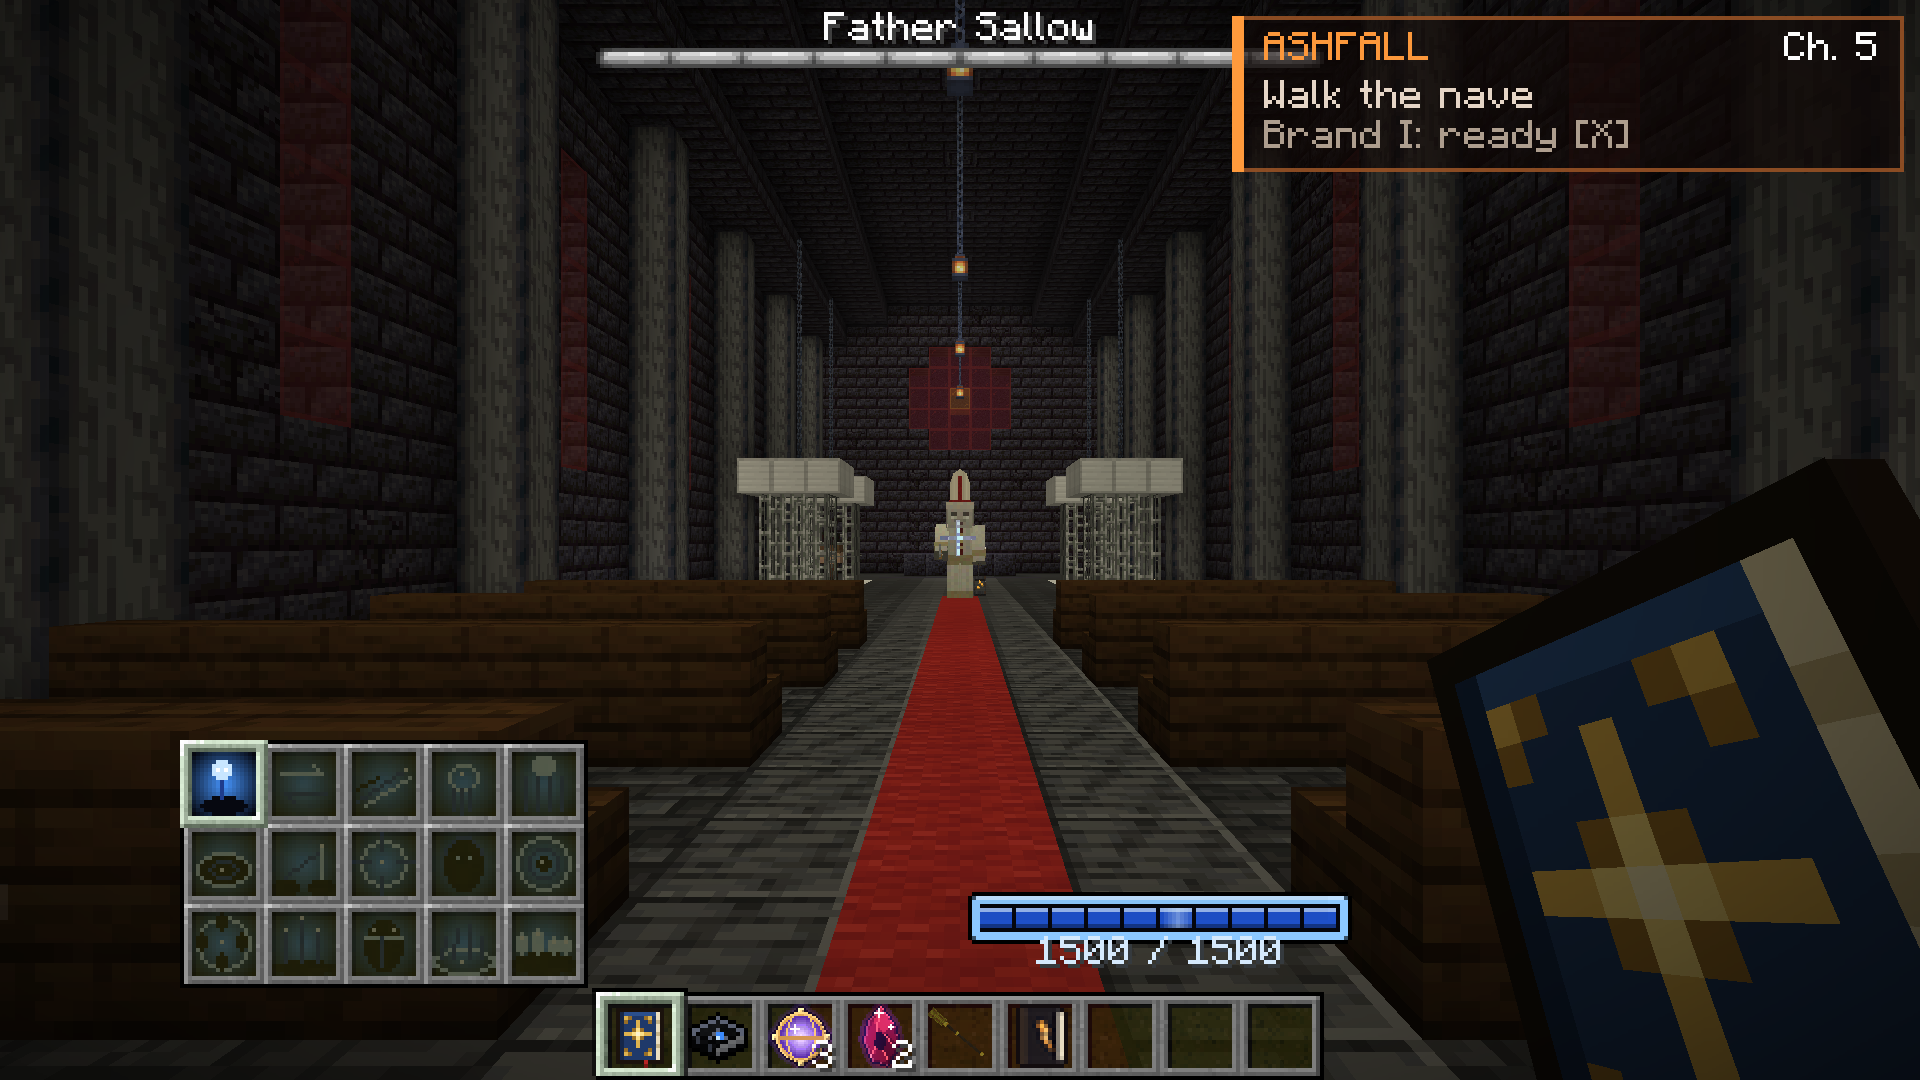 Father Sallow
ASHFALL Ch. 5
Walk the nave
Brand I: ready [X]
1500 / 1500
3 2